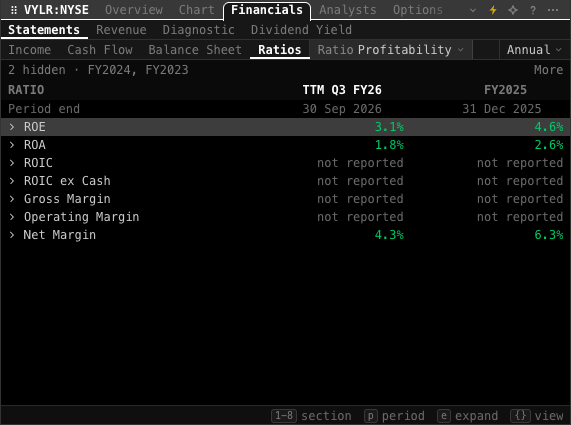 VYLR:NYSE Overview Chart Financials Analysts Options ?
Statements Revenue Diagnostic Dividend Yield
Income Cash Flow Balance Sheet Ratios Ratio Profitability Annual
2 hidden · FY2024, FY2023 More
RATIO TTM Q3 FY26 FY2025
Period end 30 Sep 2026 31 Dec 2025
ROE 3.1% 4.6%
ROA 1.8% 2.6%
ROIC not reported not reported
ROIC ex Cash not reported not reported
Gross Margin not reported not reported
Operating Margin not reported not reported
Net Margin 4.3% 6.3%
1–8 section p period e expand {} view